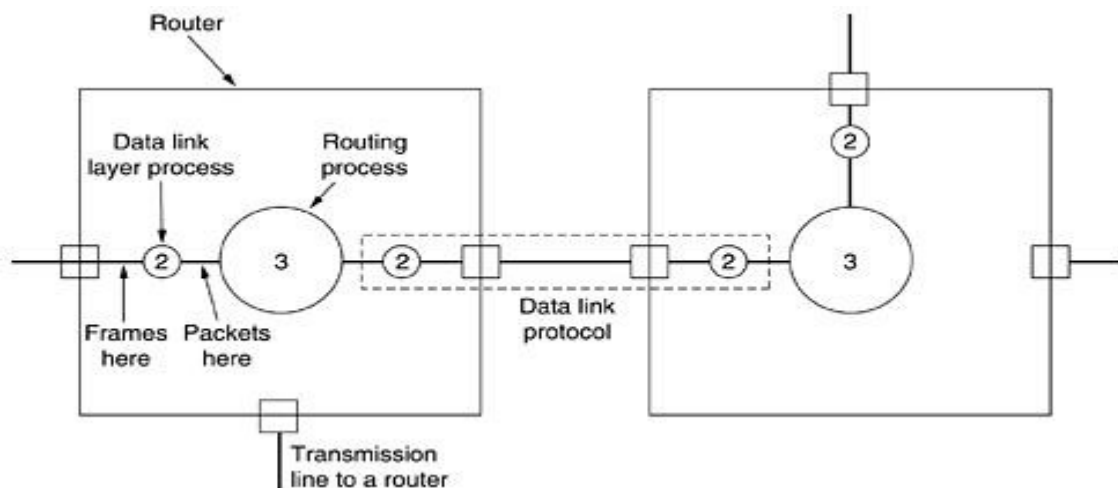 Router
Data link
layer process
Routing
process
2
2
3
2
2
3
Frames
here
Packets
here
Data link
protocol
Transmission
line to a router